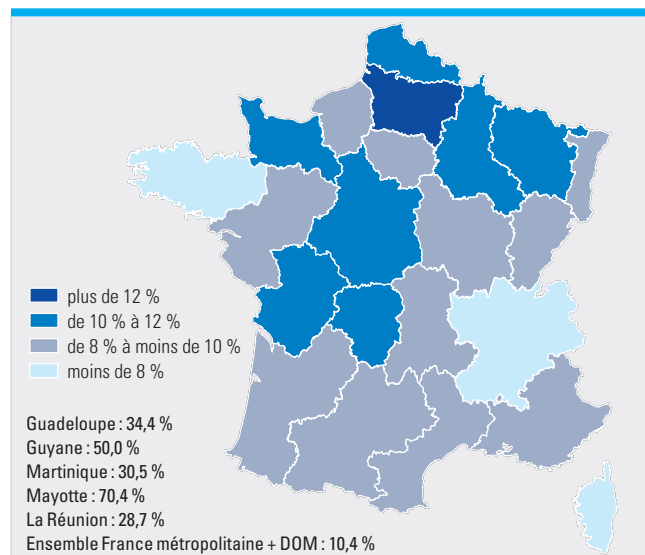 plus de 12 %
de 10 % à 12 %
de 8 % à moins de 10 %
moins de 8 %
Guadeloupe : 34,4 %
Guyane : 50,0 %
Martinique : 30,5 %
Mayotte : 70,4 %
La Réunion : 28,7 %
Ensemble France métropolitaine + DOM : 10,4 %